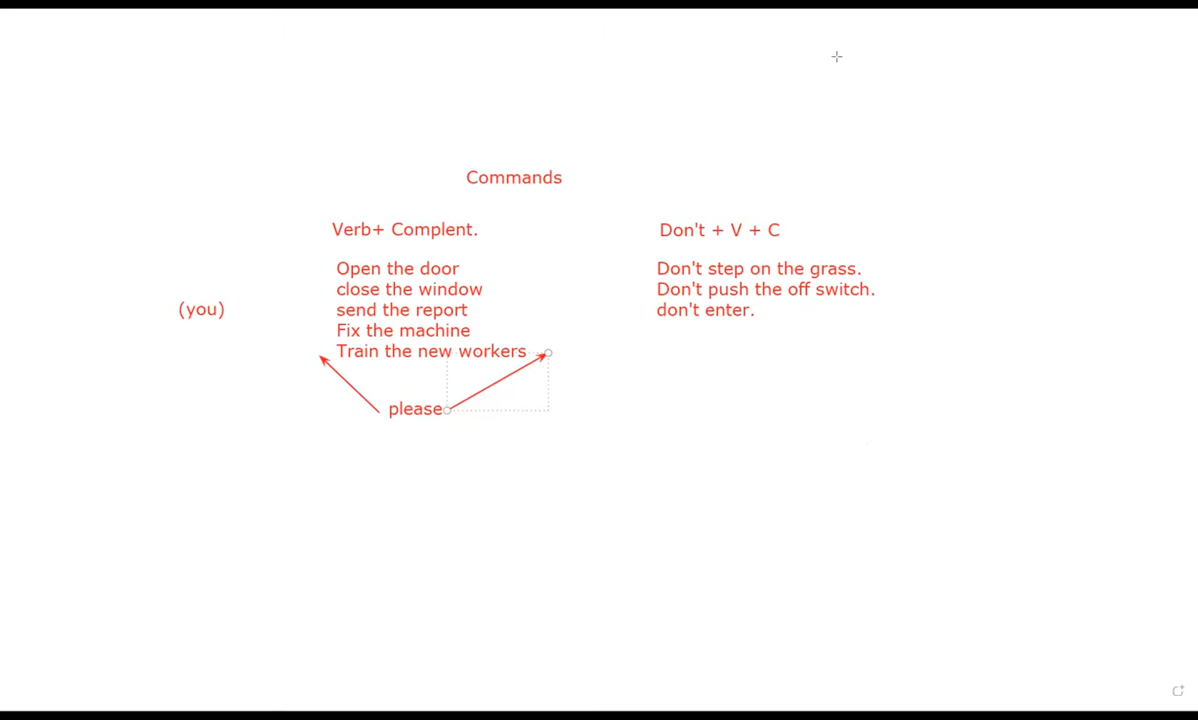 Commands
Verb+ Complent.
Don't + V + C
Open the door
close the window
send the report
Fix the machine
Train the new workers
Don't step on the grass.
Don't push the off switch.
don't enter.
(you)
please